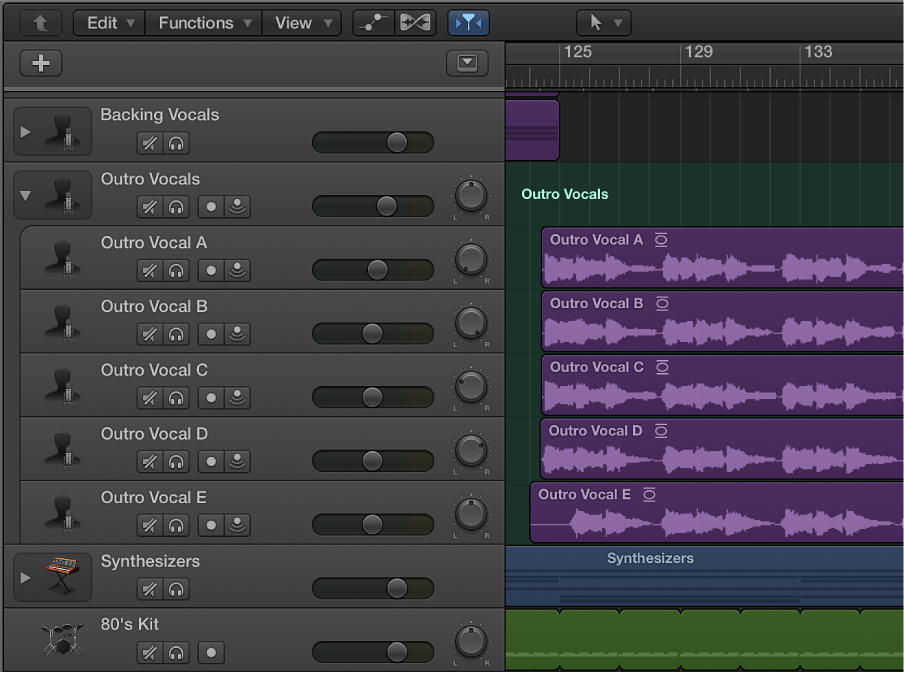 Edit Functions View
125 129 133
Backing Vocals
Outro Vocals
L R
Outro Vocals
Outro Vocal A
L R
Outro Vocal A
Outro Vocal B
L R
Outro Vocal B
Outro Vocal C
L R
Outro Vocal C
Outro Vocal D
L R
Outro Vocal D
Outro Vocal E
L R
Outro Vocal E
Synthesizers
Synthesizers
80's Kit
L R